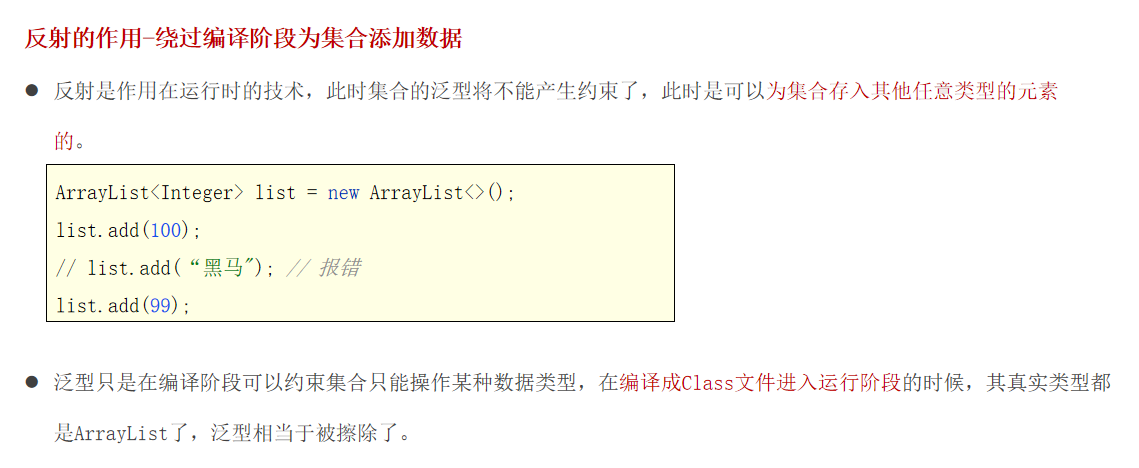 反射的作用-绕过编译阶段为集合添加数据
● 反射是作用在运行时的技术，此时集合的泛型将不能产生约束了，此时是可以为集合存入其他任意类型的元素
的。
ArrayList<Integer> list = new ArrayList<>();
list.add(100);
// list.add(“黑马"); // 报错
list.add(99);
● 泛型只是在编译阶段可以约束集合只能操作某种数据类型，在编译成Class文件进入运行阶段的时候，其真实类型都
是ArrayList了，泛型相当于被擦除了。